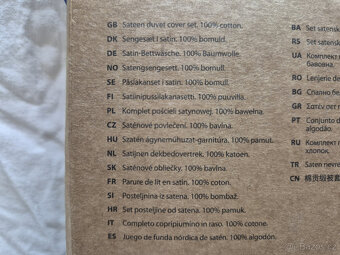 GB Sateen duvet cover set. 100% cotton.
DK Sengesæt i satin. 100% bomuld.
DE Satin-Bettwäsche. 100% Baumwolle.
NO Satengsengesett. 100% bomull.
SE Påslakanset i satin. 100% bomull.
FI Satiinipussilakanasetti. 100% puuvilla.
PL Komplet pościeli satynowej. 100% bawełna.
CZ Saténové povlečení. 100% bavlna.
HU Szatén ágyneműhuzat-garnitúra. 100% pamut.
NL Satijnen dekbedovertrek. 100% katoen.
SK Saténové obliečky. 100% bavlna.
FR Parure de lit en satin. 100% coton.
SI Posteljnina iz satena. 100% bombaž.
HR Set posteljine od satena. 100% pamuk.
IT Completo copripiumino in raso. 100% cotone.
ES Juego de funda nórdica de satén. 100% algodón.
BA Set satensk
RS Set satensk
UA Комплект п
бавовна.
RO Lenjerie de
BG Спално бе
GR Σατέν σετ π
PT Conjunto d
algodão.
RU Комплект п
хлопок.
TR Saten nevre
CN